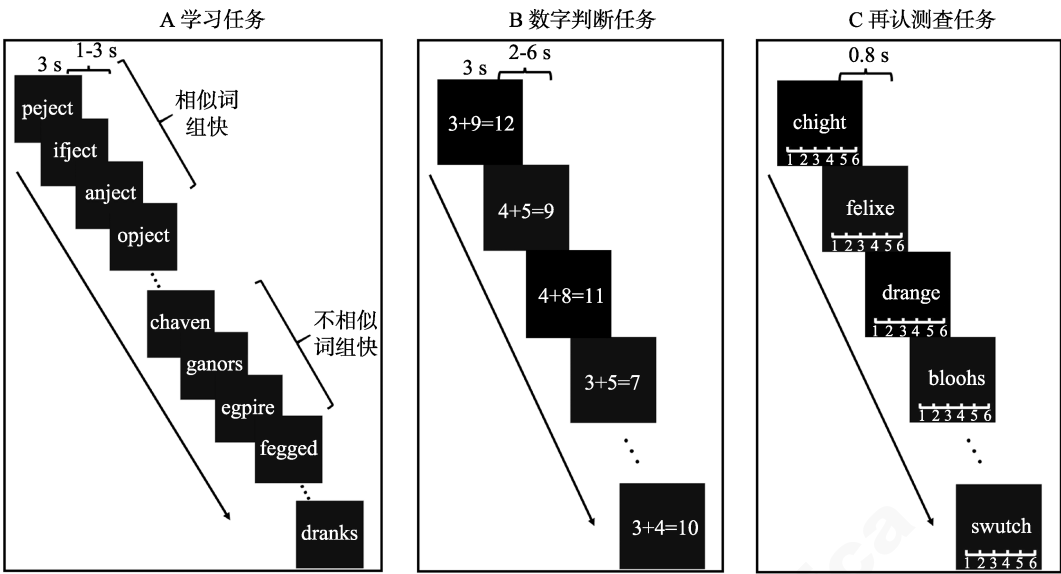 A 学习任务
1-3 s
3 s
peject
ifject
anject
opject
相似词
组快
chaven
ganors
egpire
fegged
不相似
词组快
dranks
B 数字判断任务
2-6 s
3 s
3+9=12
4+5=9
4+8=11
3+5=7
3+4=10
C 再认测查任务
0.8 s
chight
1 2 3 4 5 6
felixe
1 2 3 4 5 6
drange
1 2 3 4 5 6
bloohs
1 2 3 4 5 6
swutch
1 2 3 4 5 6